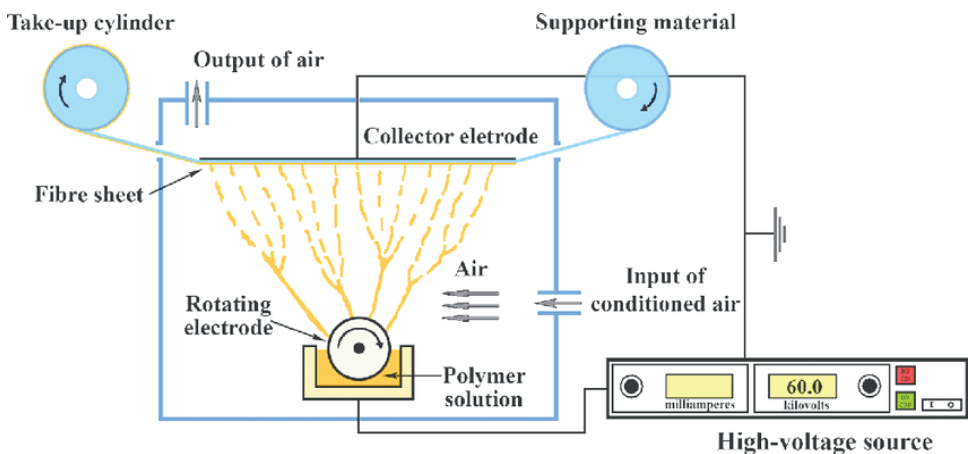 Take-up cylinder
Supporting material
Output of air
Collector eletrode
Fibre sheet
Air
Input of
conditioned air
Rotating
electrode
Polymer
solution
60.0
milliamperes
kilovolts
High-voltage source